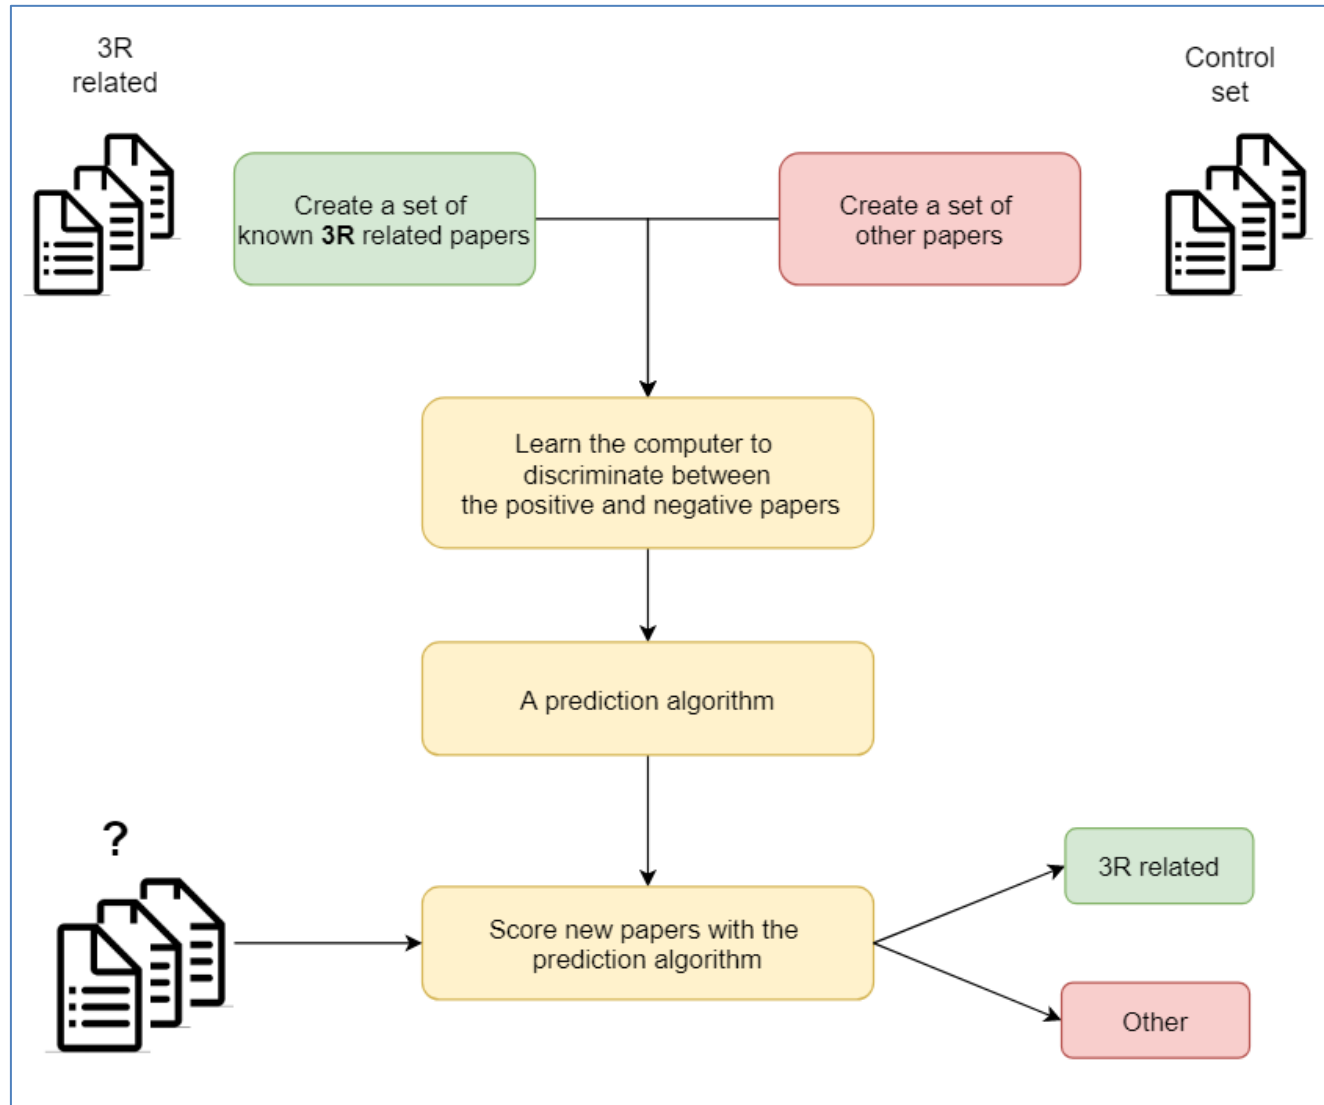 3R
related
Control
set
Create a set of
known 3R related papers
Create a set of
other papers
Learn the computer to
discriminate between
the positive and negative papers
A prediction algorithm
?
Score new papers with the
prediction algorithm
3R related
Other